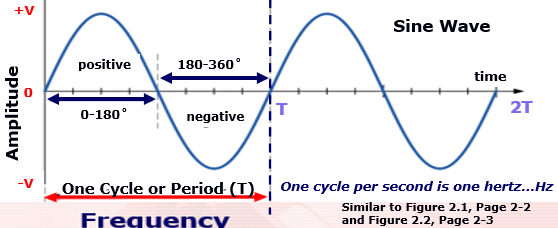 +V
Sine Wave
positive
180-360°
time
Amplitude
0
0-180°
negative
T
2T
-V
One Cycle or Period (T)
One cycle per second is one hertz...Hz
Similar to Figure 2.1, Page 2-2
and Figure 2.2, Page 2-3
Frequency